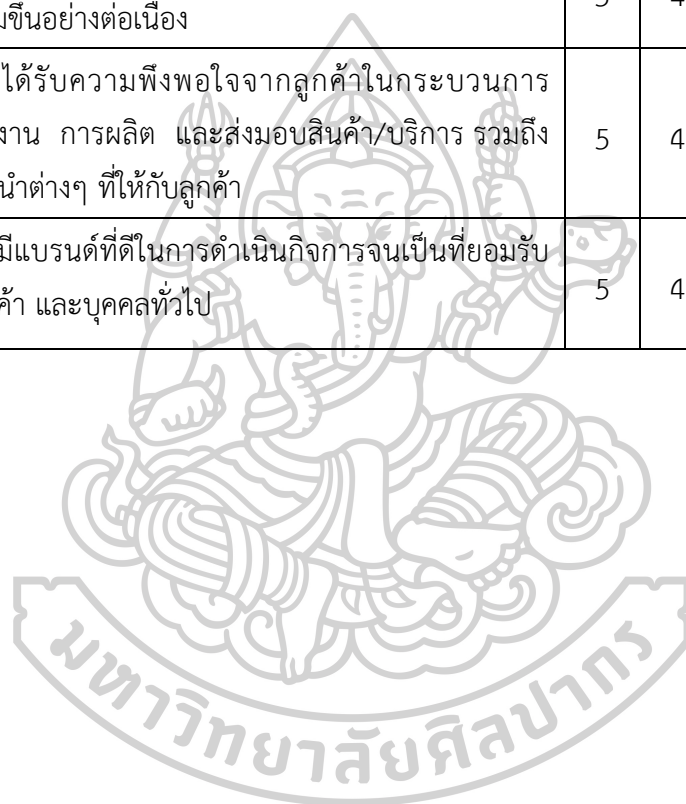 มขึ้นอย่างต่อเนื่อง
ได้รับความพึงพอใจจากลูกค้าในกระบวนการ
งาน การผลิต และส่งมอบสินค้า/บริการ รวมถึง
นำต่างๆ ที่ให้กับลูกค้า
5 4
มีแบรนด์ที่ดีในการดำเนินกิจการจนเป็นที่ยอมรับ
ค้า และบุคคลทั่วไป
5 4
มหาวิทยาลัยศิลปากร